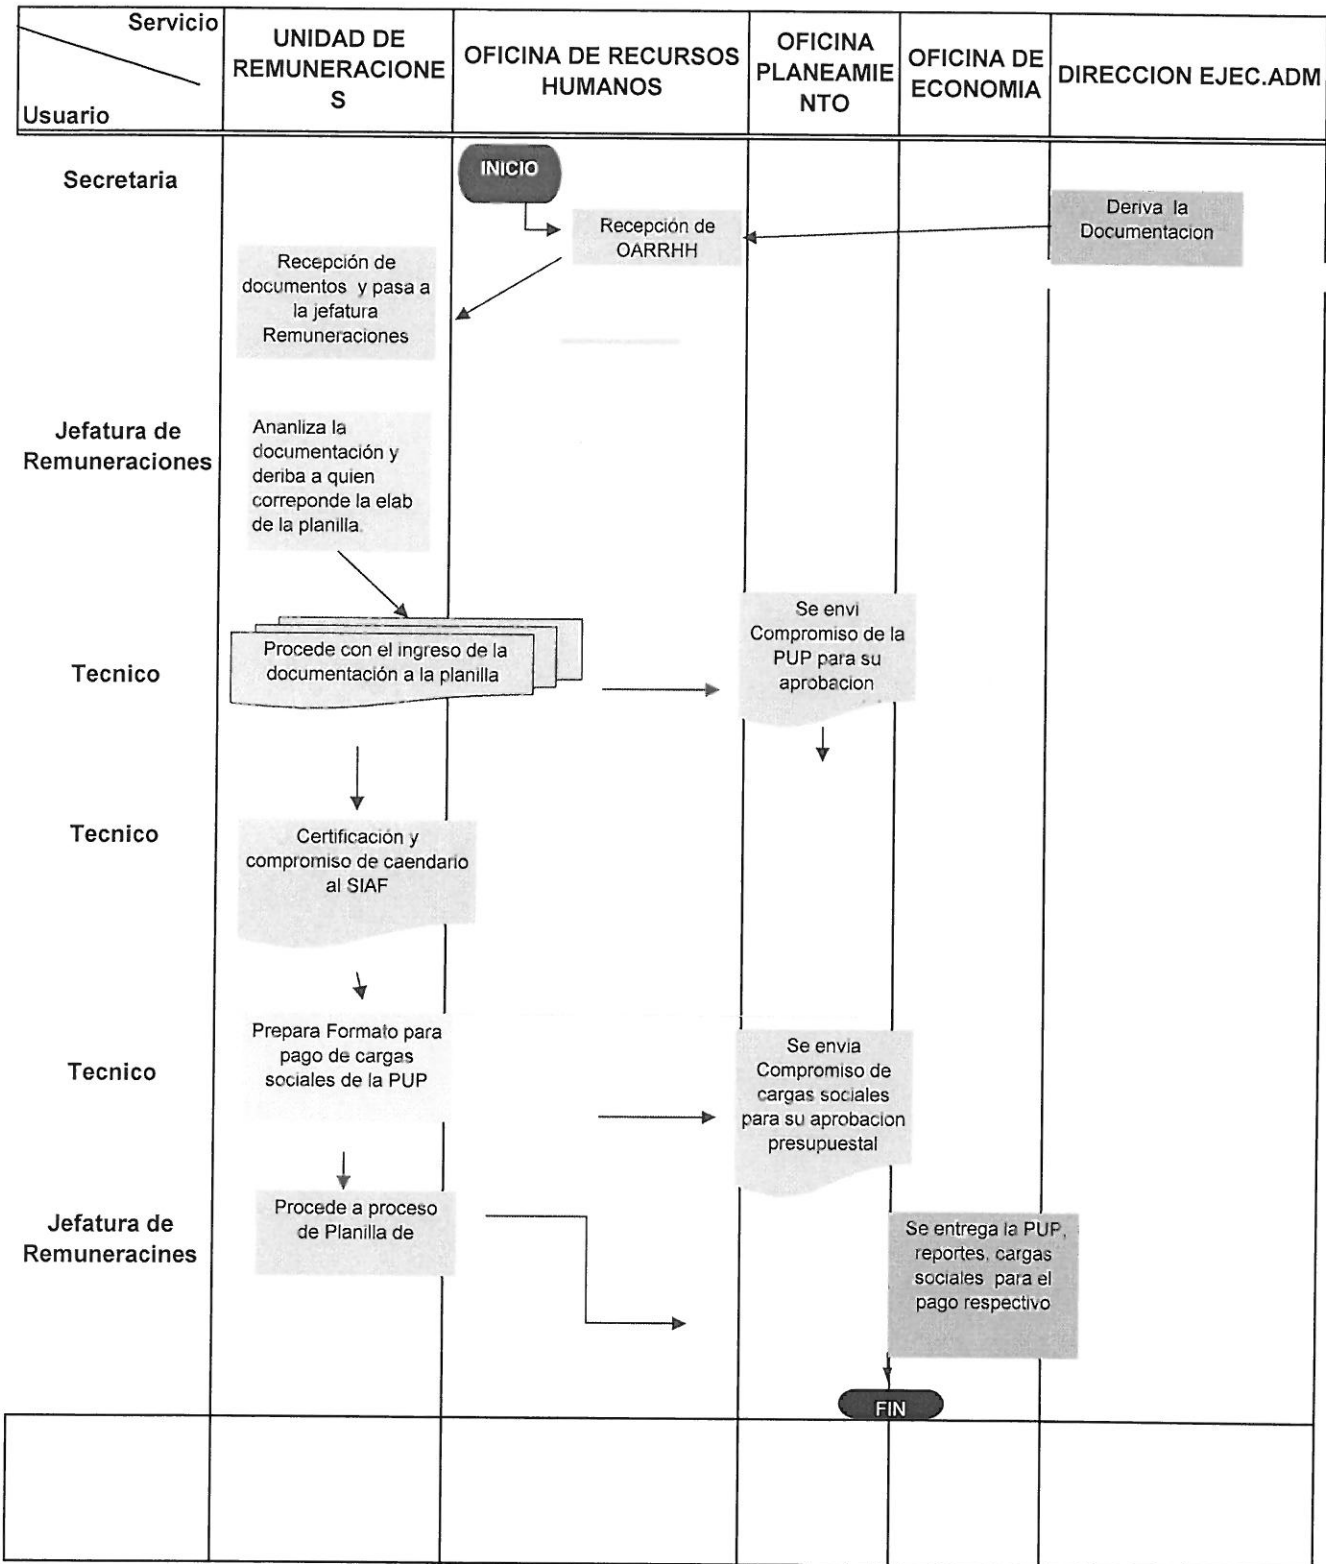 Servicio
Usuario
UNIDAD DE
REMUNERACIONE
S
OFICINA DE RECURSOS
HUMANOS
OFICINA
PLANEAMIE
NTO
OFICINA DE
ECONOMIA
DIRECCION EJEC.ADM
Secretaria
INICIO
Recepción de
OARRHH
Deriva la
Documentacion
Recepción de
documentos y pasa a
la jefatura
Remuneraciones
Jefatura de
Remuneraciones
Ananliza la
documentación y
deriba a quien
correponde la elab
de la planilla.
Tecnico
Procede con el ingreso de la
documentación a la planilla
Se envi
Compromiso de la
PUP para su
aprobacion
Tecnico
Certificación y
compromiso de caendario
al SIAF
Tecnico
Prepara Formato para
pago de cargas
sociales de la PUP
Se envia
Compromiso de
cargas sociales
para su aprobacion
presupuestal
Jefatura de
Remuneracines
Procede a proceso
de Planilla de
Se entrega la PUP,
reportes, cargas
sociales para el
pago respectivo
FIN